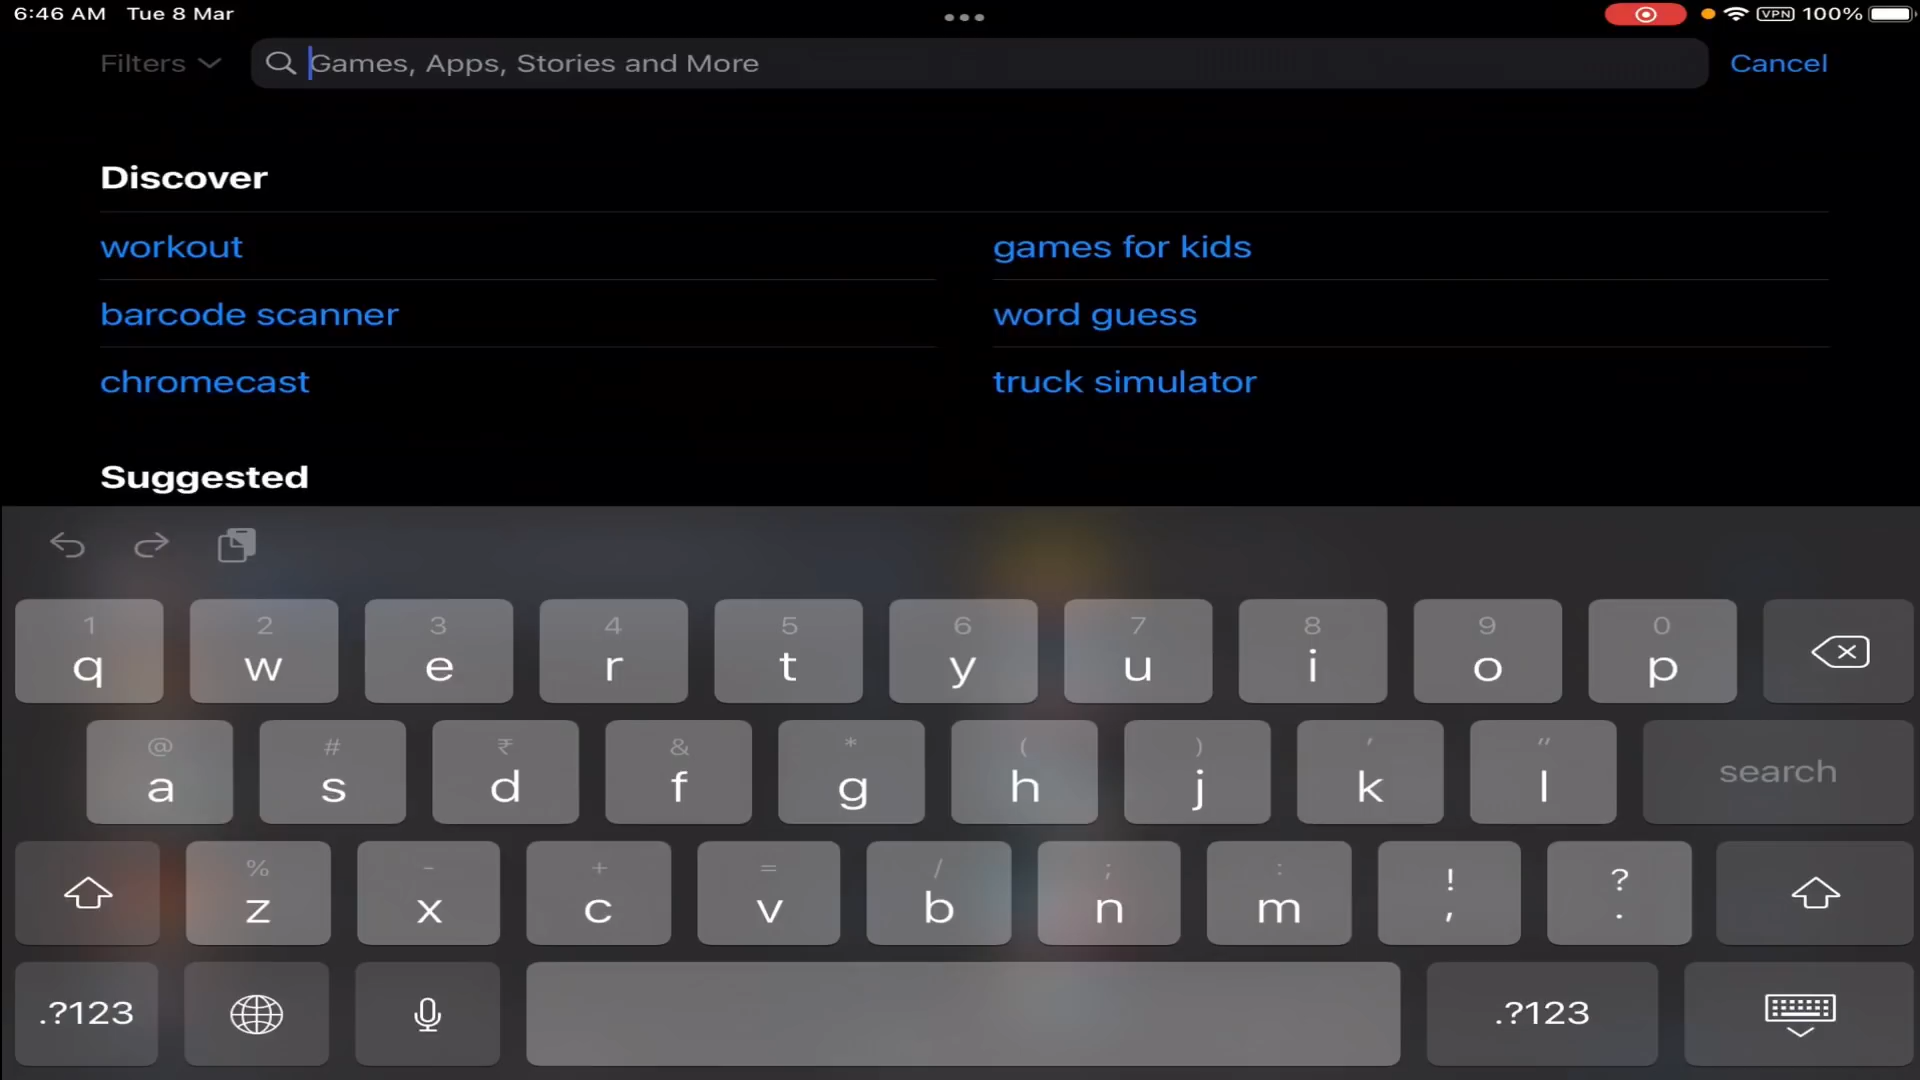 6:46 AM Tue 8 Mar
VPN 100%
Filters
Games, Apps, Stories and More
Cancel
Discover
workout
games for kids
barcode scanner
word guess
chromecast
truck simulator
Suggested
1 2 3 4 5 6 7 8 9 0
q w e r t y u i o p
@ # ₹ & * ( ) ' "
a s d f g h j k l search
% - + = / ; : ! ?
z x c v b n m , .
.?123 .?123